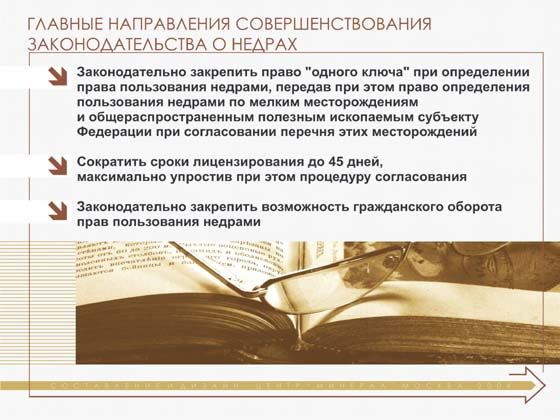 ГЛАВНЫЕ НАПРАВЛЕНИЯ СОВЕРШЕНСТВОВАНИЯ
ЗАКОНОДАТЕЛЬСТВА О НЕДРАХ
Законодательно закрепить право "одного ключа" при определении
права пользования недрами, передав при этом право определения
пользования недрами по мелким месторождениям
и общераспространенным полезным ископаемым субъекту
Федерации при согласовании перечня этих месторождений
Сократить сроки лицензирования до 45 дней,
максимально упростив при этом процедуру согласования
Законодательно закрепить возможность гражданского оборота
прав пользования недрами
СОСТАВЛЕНИЕ И ДИЗАЙН ЦЕНТР МИНЕРАЛ МОСКВА 2004